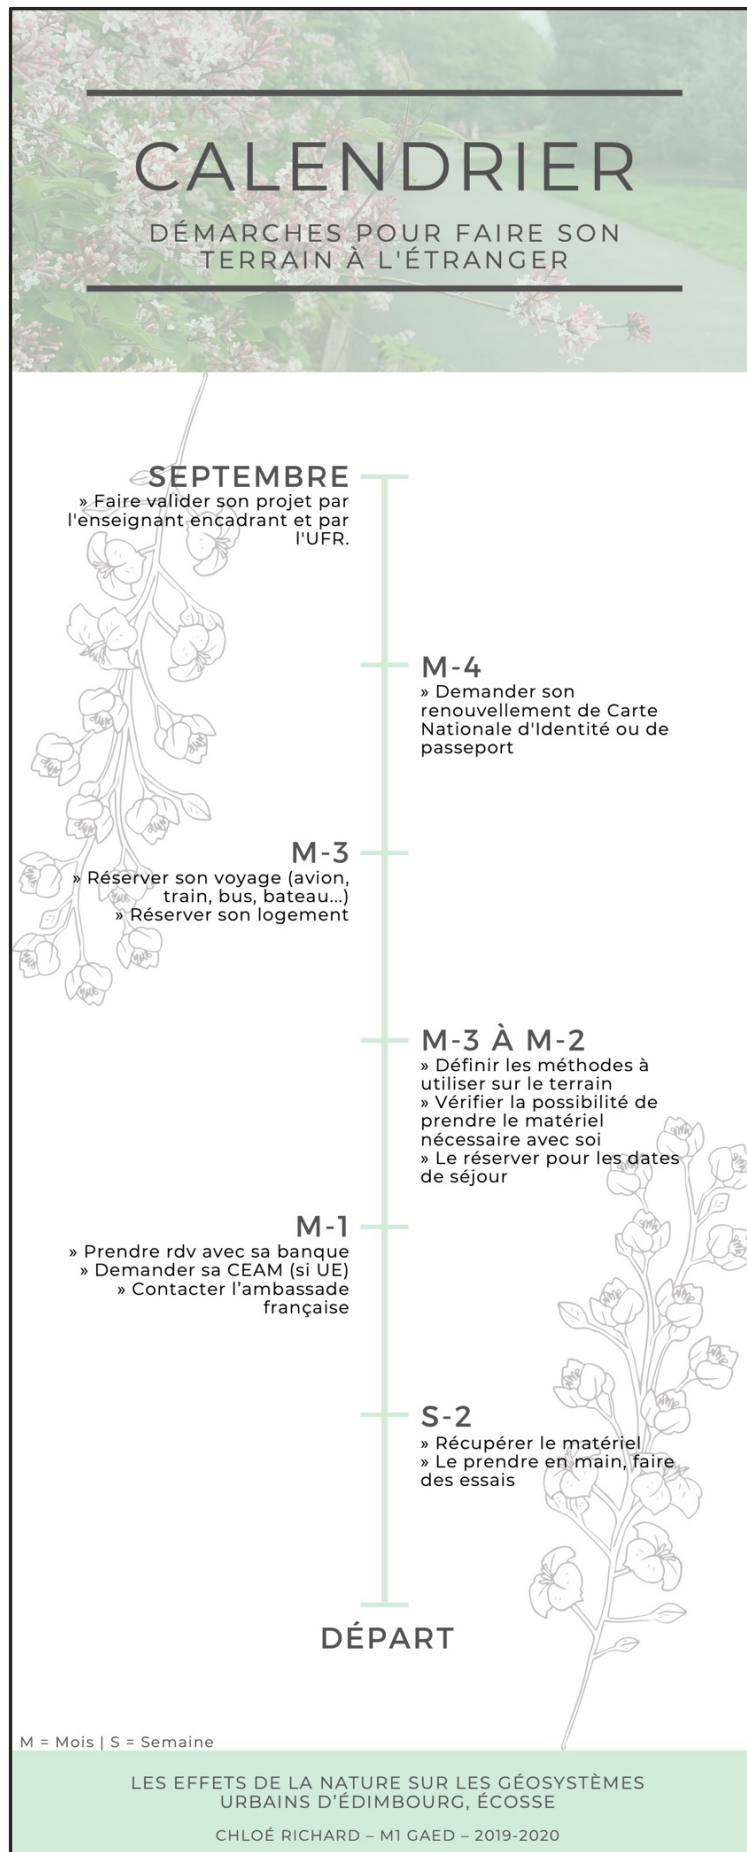 CALENDRIER
DÉMARCHES POUR FAIRE SON
TERRAIN À L'ÉTRANGER
SEPTEMBRE
» Faire valider son projet par
l'enseignant encadrant et par
l'UFR.
M-4
» Demander son
renouvellement de Carte
Nationale d'Identité ou de
passeport
M-3
» Réserver son voyage (avion,
train, bus, bateau...)
» Réserver son logement
M-3 À M-2
» Définir les méthodes à
utiliser sur le terrain
» Vérifier la possibilité de
prendre le matériel
nécessaire avec soi
» Le réserver pour les dates
de séjour
M-1
» Prendre rdv avec sa banque
» Demander sa CEAM (si UE)
» Contacter l’ambassade
française
S-2
» Récupérer le matériel
» Le prendre en main, faire
des essais
DÉPART
M = Mois | S = Semaine
LES EFFETS DE LA NATURE SUR LES GÉOSYSTÈMES
URBAINS D’ÉDIMBOURG, ÉCOSSE
CHLOÉ RICHARD – M1 GAED – 2019-2020